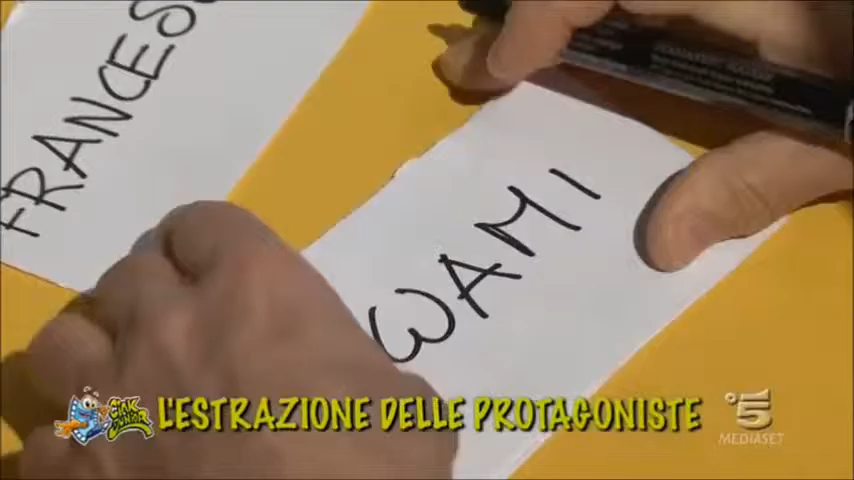 FRANCES
WAMI
CIAK JUNIOR
L'ESTRAZIONE DELLE PROTAGONISTE
5
MEDIASET